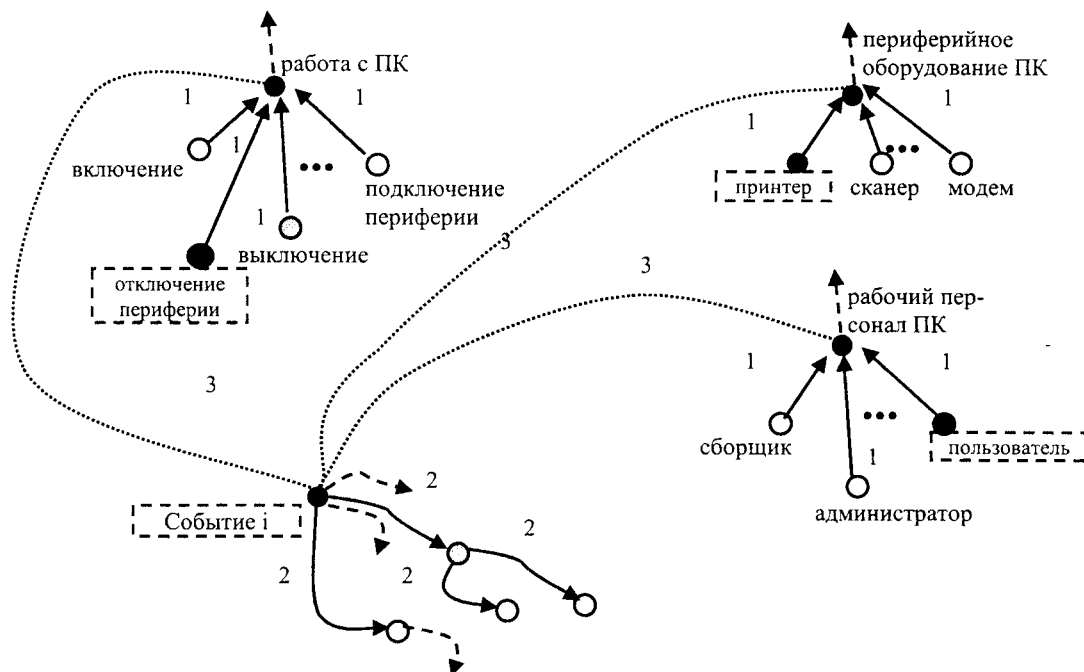 работа с ПК
1
1
1
включение
подключение
периферии
1
выключение
отключение
периферии
3
периферийное
оборудование ПК
1
1
принтер
сканер
модем
3
3
рабочий пер-
сонал ПК
1
1
сборщик
1
пользователь
администратор
Событие i
2
2
2
2